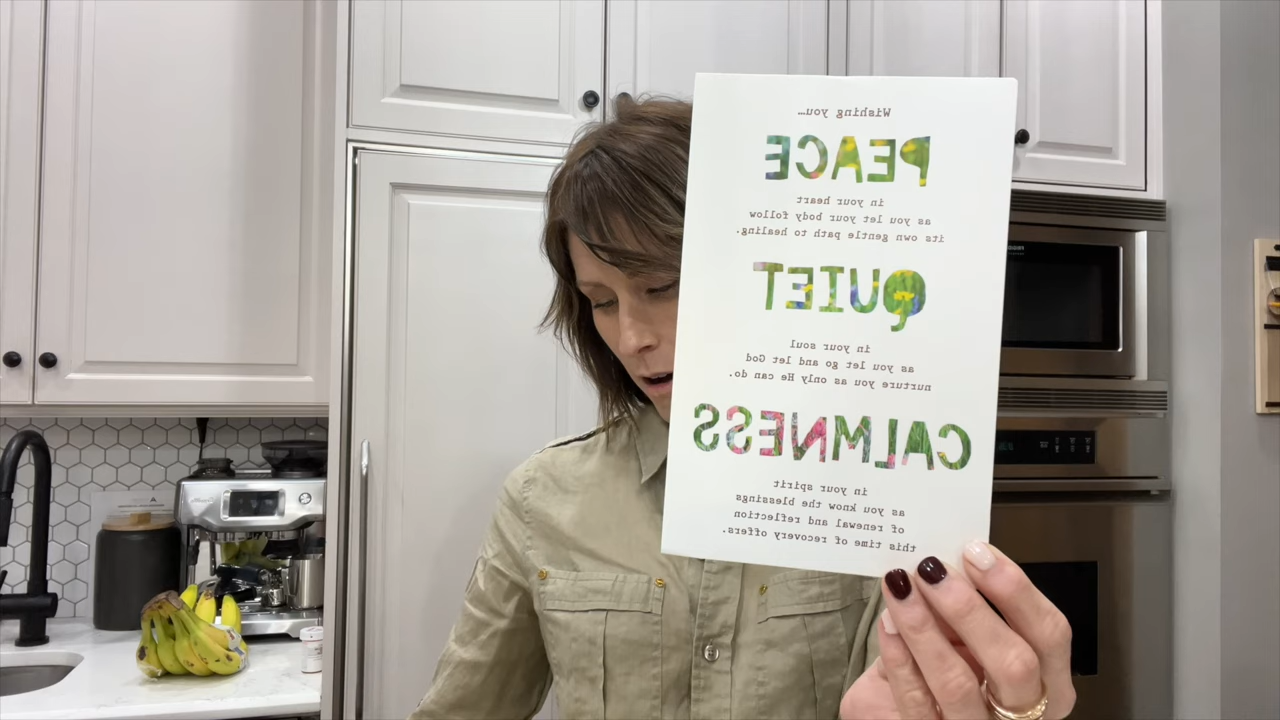 Wishing you...
PEACE
in your heart
as you let your body follow
its own gentle path to healing.
QUIET
in your soul
as you let go and let God
nurture you as only He can do.
CALMNESS
in your spirit
as you know the blessings
of renewal and reflection
this time of recovery offers.